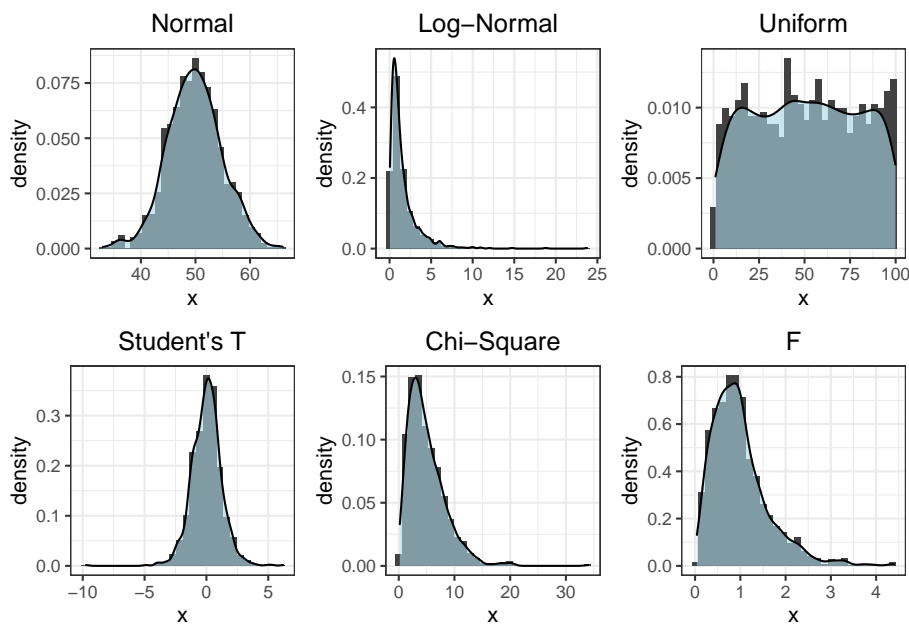 Normal
Log−Normal
Uniform
density
0.075
0.050
0.025
0.000
40
50
60
x
density
0.4
0.2
0.0
0
5
10
15
20
25
x
density
0.010
0.005
0.000
0
25
50
75
100
x
Student's T
Chi−Square
F
density
0.3
0.2
0.1
0.0
−10
−5
0
5
x
density
0.15
0.10
0.05
0.00
0
10
20
30
x
density
0.8
0.6
0.4
0.2
0.0
0
1
2
3
4
x